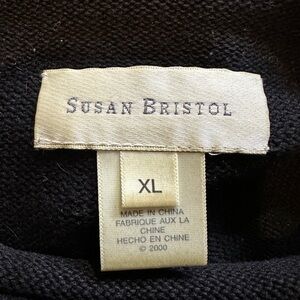 SUSAN BRISTOL
XL
MADE IN CHINA
FABRIQUE AUX LA
CHINE
HECHO EN CHINE
© 2000